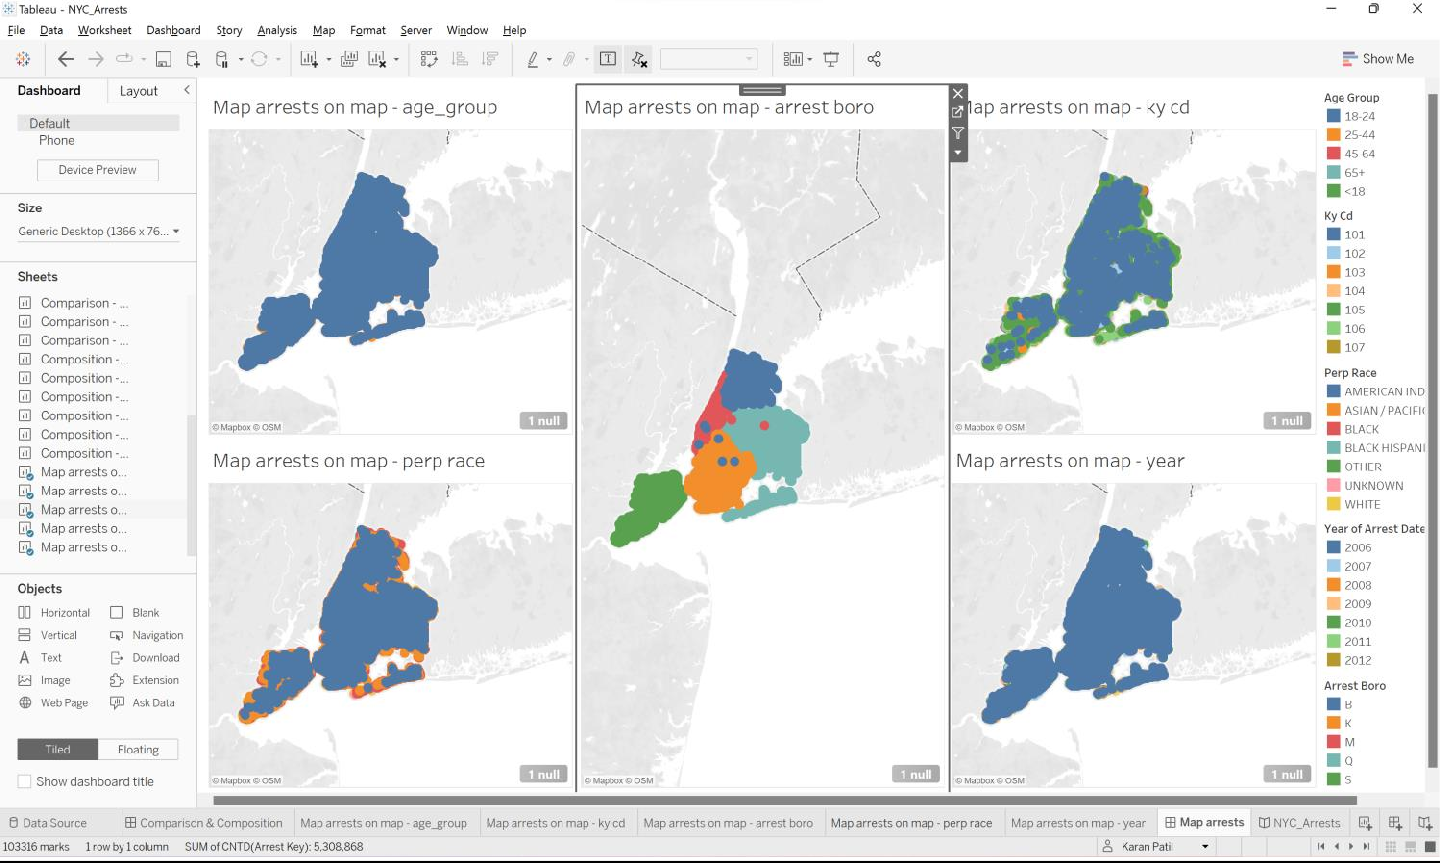 Tableau - NYC_Arrests
File Data Worksheet Dashboard Story Analysis Map Format Server Window Help
Show Me
Dashboard Layout
Default
Phone
Device Preview
Size
Generic Desktop (1366 x 76...
Sheets
Comparison - ...
Comparison - ...
Comparison - ...
Composition -...
Composition -...
Composition -...
Composition -...
Composition -...
Composition -...
Map arrests o...
Map arrests o...
Map arrests o...
Map arrests o...
Map arrests o...
Objects
Horizontal Blank
Vertical Navigation
Text Download
Image Extension
Web Page Ask Data
Tiled Floating
Show dashboard title
Map arrests on map - age_group
© Mapbox © OSM
1 null
Map arrests on map - perp race
© Mapbox © OSM
1 null
Map arrests on map - arrest boro
© Mapbox © OSM
1 null
Map arrests on map - ky cd
© Mapbox © OSM
1 null
Map arrests on map - year
© Mapbox © OSM
1 null
Age Group
18-24
25-44
45-64
65+
<18
Ky Cd
101
102
103
104
105
106
107
Perp Race
AMERICAN IND
ASIAN / PACIFIC
BLACK
BLACK HISPANI
OTHER
UNKNOWN
WHITE
Year of Arrest Date
2006
2007
2008
2009
2010
2011
2012
Arrest Boro
B
K
M
Q
S
Data Source Comparison & Composition Map arrests on map - age_group Map arrests on map - ky cd Map arrests on map - arrest boro Map arrests on map - perp race Map arrests on map - year Map arrests NYC_Arrests
103316 marks 1 row by 1 column SUM of CNTD(Arrest Key): 5,308,868 Karan Patil